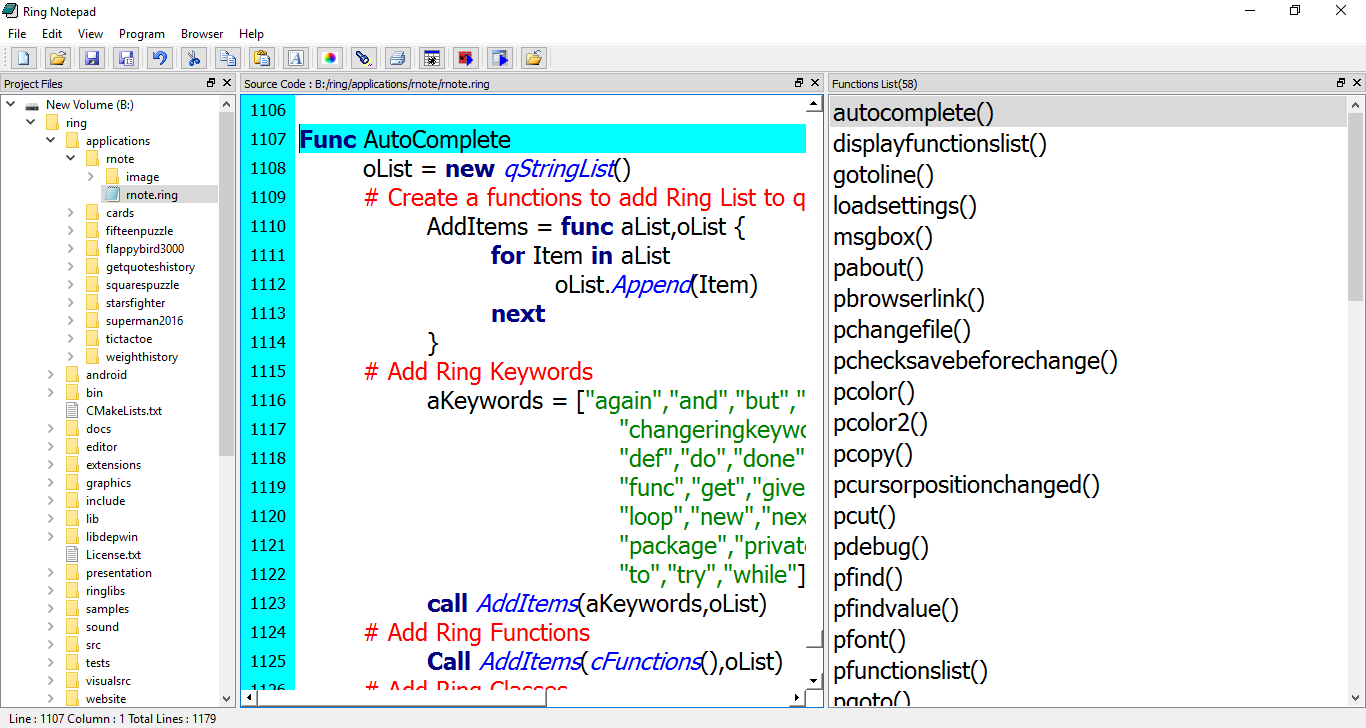 Ring Notepad
File Edit View Program Browser Help
Project Files
New Volume (B:)
ring
applications
rnote
image
rnote.ring
cards
fifteenpuzzle
flappybird3000
getquoteshistory
squarespuzzle
starsfighter
superman2016
tictactoe
weighthistory
android
bin
CMakeLists.txt
docs
editor
extensions
graphics
include
lib
libdepwin
License.txt
presentation
ringlibs
samples
sound
src
tests
visualsrc
website
Source Code : B:/ring/applications/rnote/rnote.ring
1106
1107 Func AutoComplete
1108 oList = new qStringList()
1109 # Create a functions to add Ring List to q
1110 AddItems = func aList,oList {
1111 for Item in aList
1112 oList.Append(Item)
1113 next
1114 }
1115 # Add Ring Keywords
1116 aKeywords = ["again","and","but","
1117 "changeringkeywo
1118 "def","do","done"
1119 "func","get","give
1120 "loop","new","nex
1121 "package","private
1122 "to","try","while"]
1123 call AddItems(aKeywords,oList)
1124 # Add Ring Functions
1125 Call AddItems(cFunctions(),oList)
1126 # Add Ring Classes
Functions List(58)
autocomplete()
displayfunctionslist()
gotoline()
loadsettings()
msgbox()
pabout()
pbrowserlink()
pchangefile()
pchecksavebeforechange()
pcolor()
pcolor2()
pcopy()
pcursorpositionchanged()
pcut()
pdebug()
pfind()
pfindvalue()
pfont()
pfunctionslist()
pgoto()
Line : 1107 Column : 1 Total Lines : 1179